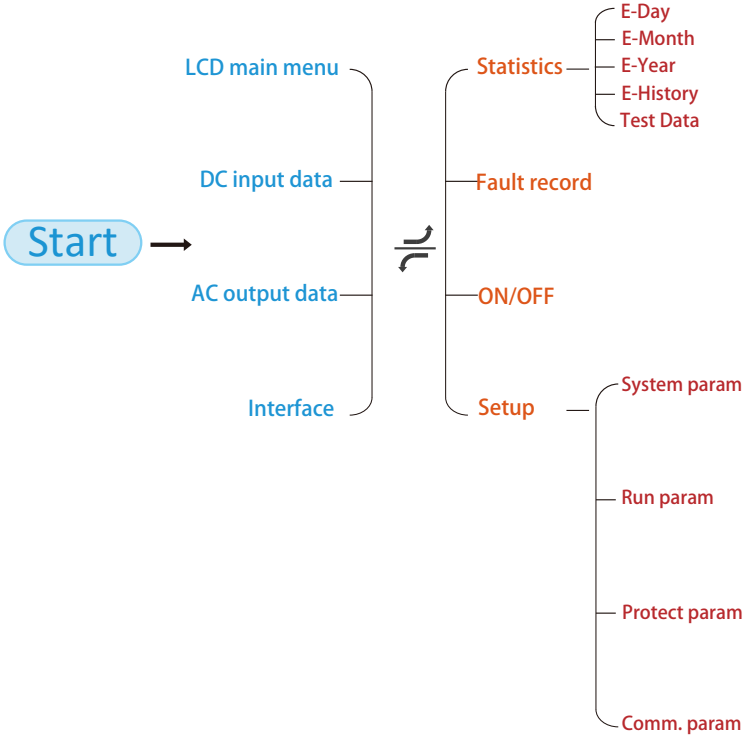 Start
LCD main menu
DC input data
AC output data
Interface
Statistics
Fault record
ON/OFF
Setup
E-Day
E-Month
E-Year
E-History
Test Data
System param
Run param
Protect param
Comm. param